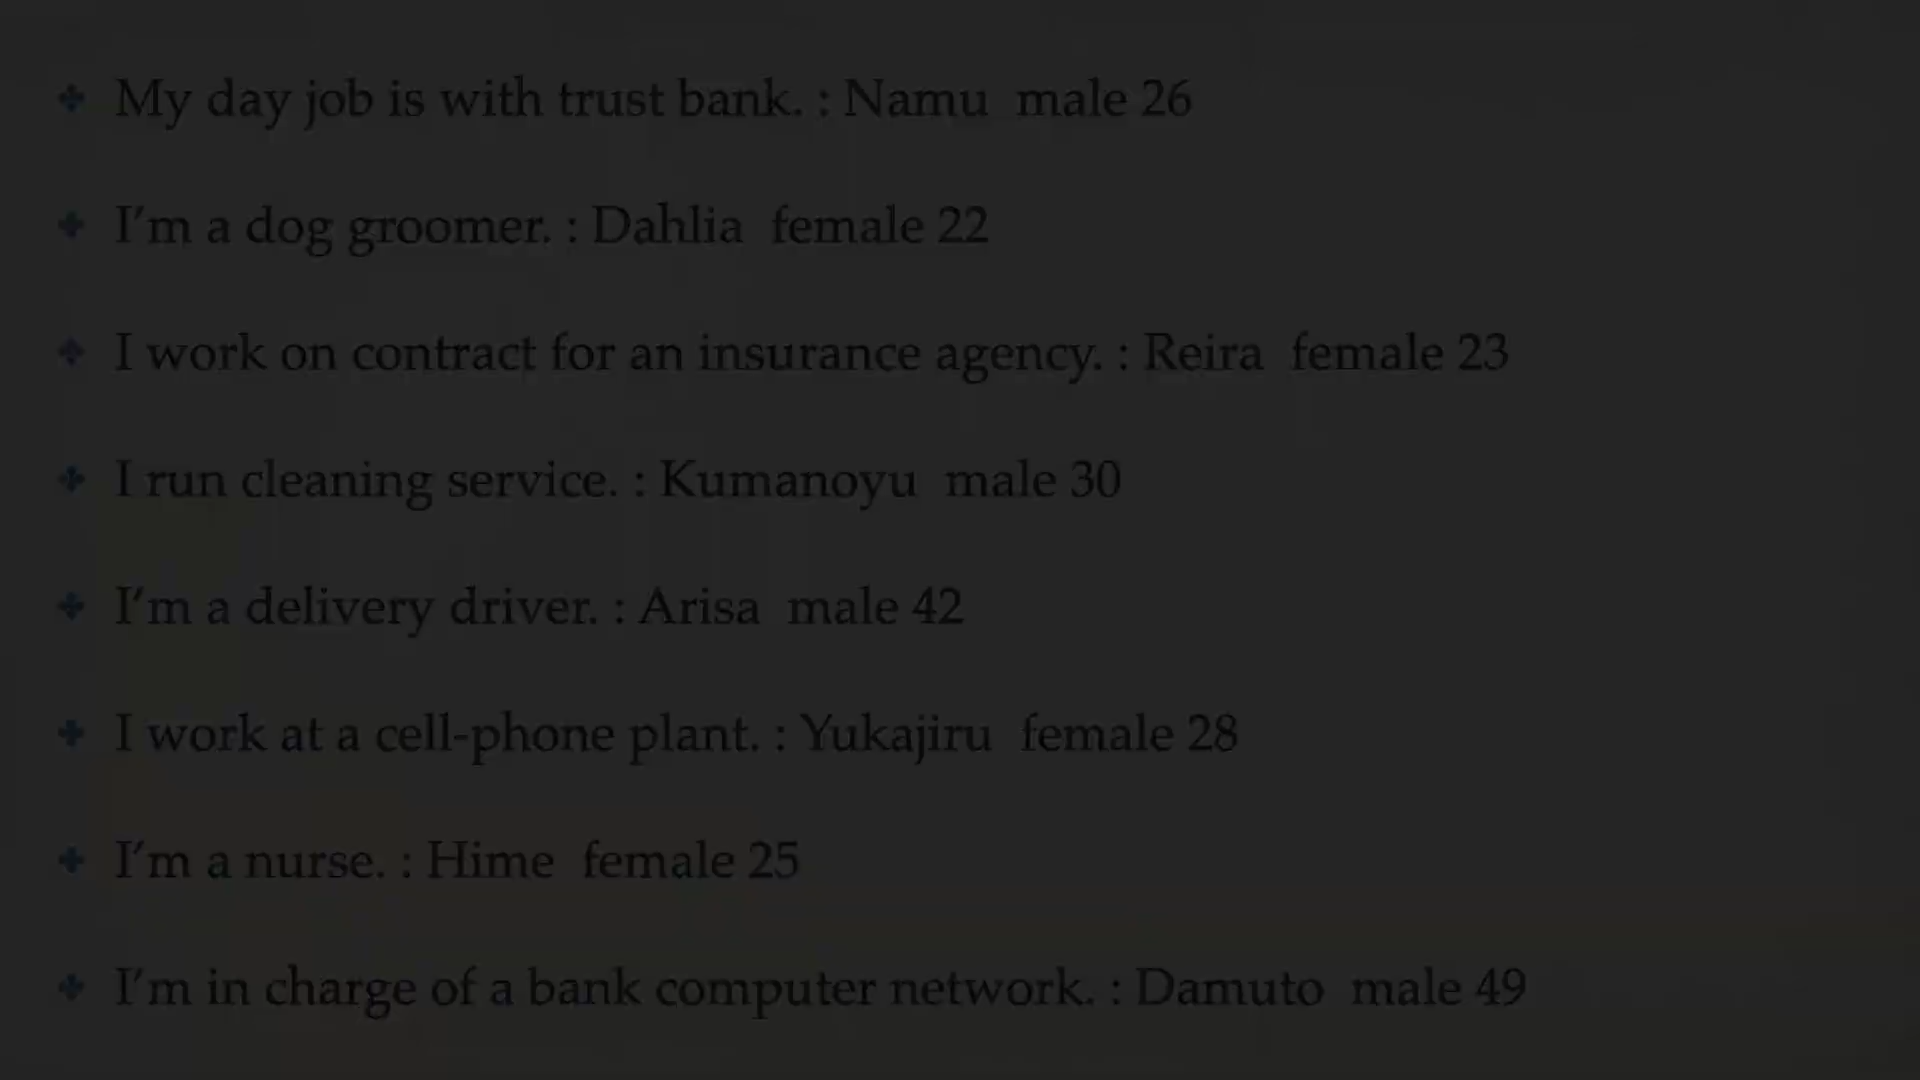 ❖ My day job is with trust bank. : Namu  male 26
❖ I’m a dog groomer. : Dahlia  female 22
❖ I work on contract for an insurance agency. : Reira  female 23
❖ I run cleaning service. : Kumanoyu  male 30
❖ I’m a delivery driver. : Arisa  male 42
❖ I work at a cell-phone plant. : Yukajiru  female 28
❖ I’m a nurse. : Hime  female 25
❖ I’m in charge of a bank computer network. : Damuto  male 49